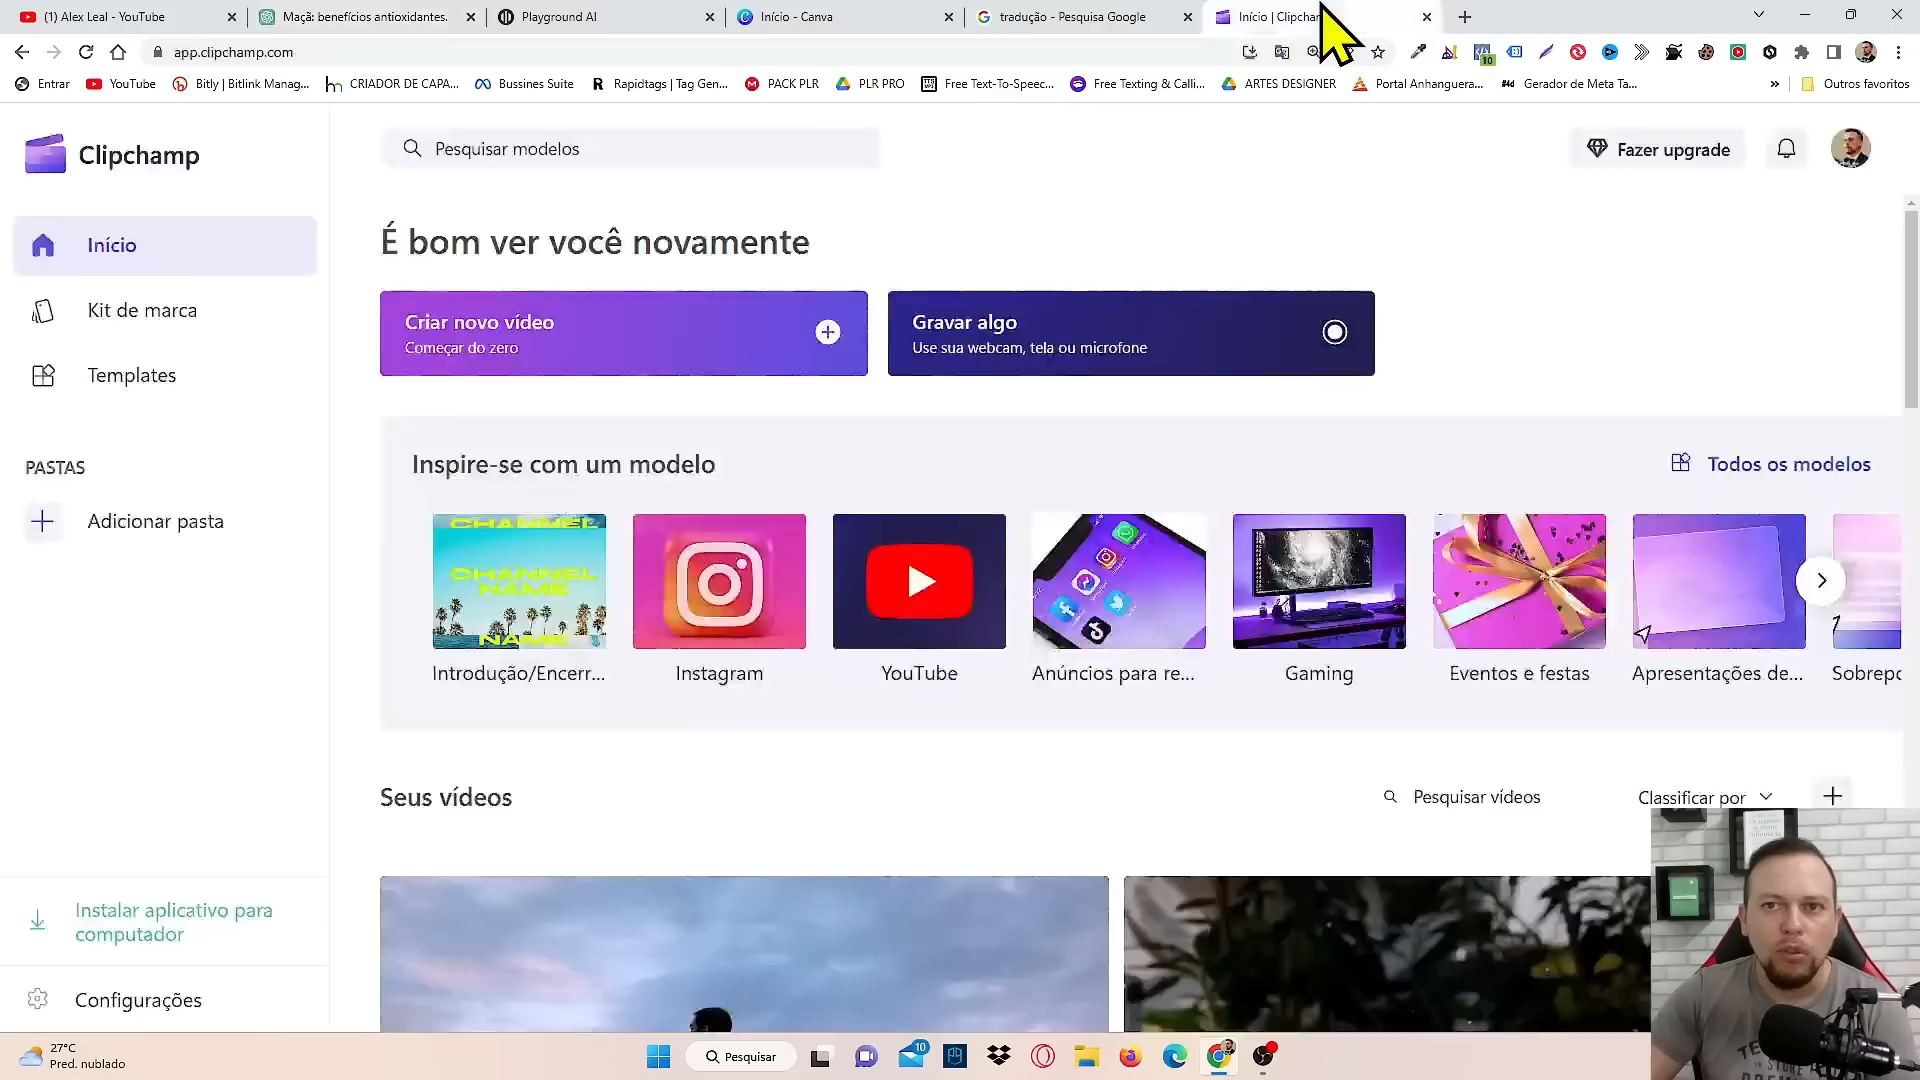 (1) Alex Leal - YouTube
Maçã: benefícios antioxidantes.
Playground AI
Início - Canva
tradução - Pesquisa Google
Início | Clipcham
app.clipchamp.com
10
Entrar
YouTube
Bitly | Bitlink Manag...
CRIADOR DE CAPA...
Bussines Suite
Rapidtags | Tag Gen...
PACK PLR
PLR PRO
Free Text-To-Speec...
Free Texting & Calli...
ARTES DESIGNER
Portal Anhanguera...
Gerador de Meta Ta...
»
Outros favoritos
Clipchamp
Pesquisar modelos
Fazer upgrade
Início
Kit de marca
Templates
PASTAS
Adicionar pasta
É bom ver você novamente
Criar novo vídeo
Começar do zero
Gravar algo
Use sua webcam, tela ou microfone
Inspire-se com um modelo
Todos os modelos
CHANNEL
CHANNEL
NAME
NAME
Introdução/Encerr...
Instagram
YouTube
Anúncios para re...
Gaming
Eventos e festas
Apresentações de...
Sobrepo
Seus vídeos
Pesquisar vídeos
Classificar por
Instalar aplicativo para
computador
Configurações
27°C
Pred. nublado
Pesquisar
10